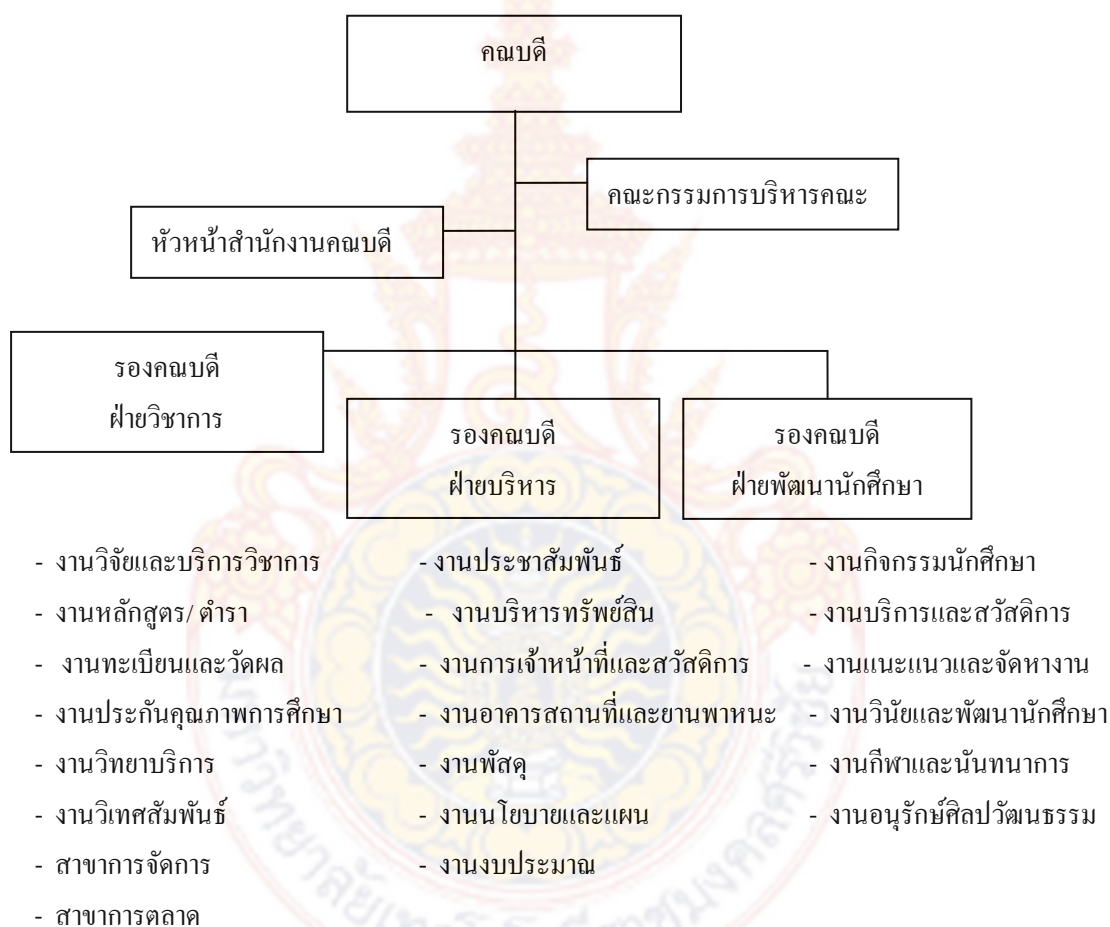 คณบดี
คณะกรรมการบริหารคณะ
หัวหน้าสำนักงานคณบดี
รองคณบดี
ฝ่ายวิชาการ
รองคณบดี
ฝ่ายบริหาร
รองคณบดี
ฝ่ายพัฒนานักศึกษา
- งานวิจัยและบริการวิชาการ
- งานหลักสูตร/ ตำรา
- งานทะเบียนและวัดผล
- งานประกันคุณภาพการศึกษา
- งานวิทยาบริการ
- งานวิเทศสัมพันธ์
- สาขาการจัดการ
- สาขาการตลาด
- งานประชาสัมพันธ์
- งานบริหารทรัพย์สิน
- งานการเจ้าหน้าที่และสวัสดิการ
- งานอาคารสถานที่และยานพาหนะ
- งานพัสดุ
- งานนโยบายและแผน
- งานงบประมาณ
- งานกิจกรรมนักศึกษา
- งานบริการและสวัสดิการ
- งานแนะแนวและจัดหางาน
- งานวินัยและพัฒนานักศึกษา
- งานกีฬาและนันทนาการ
- งานอนุรักษ์ศิลปวัฒนธรรม